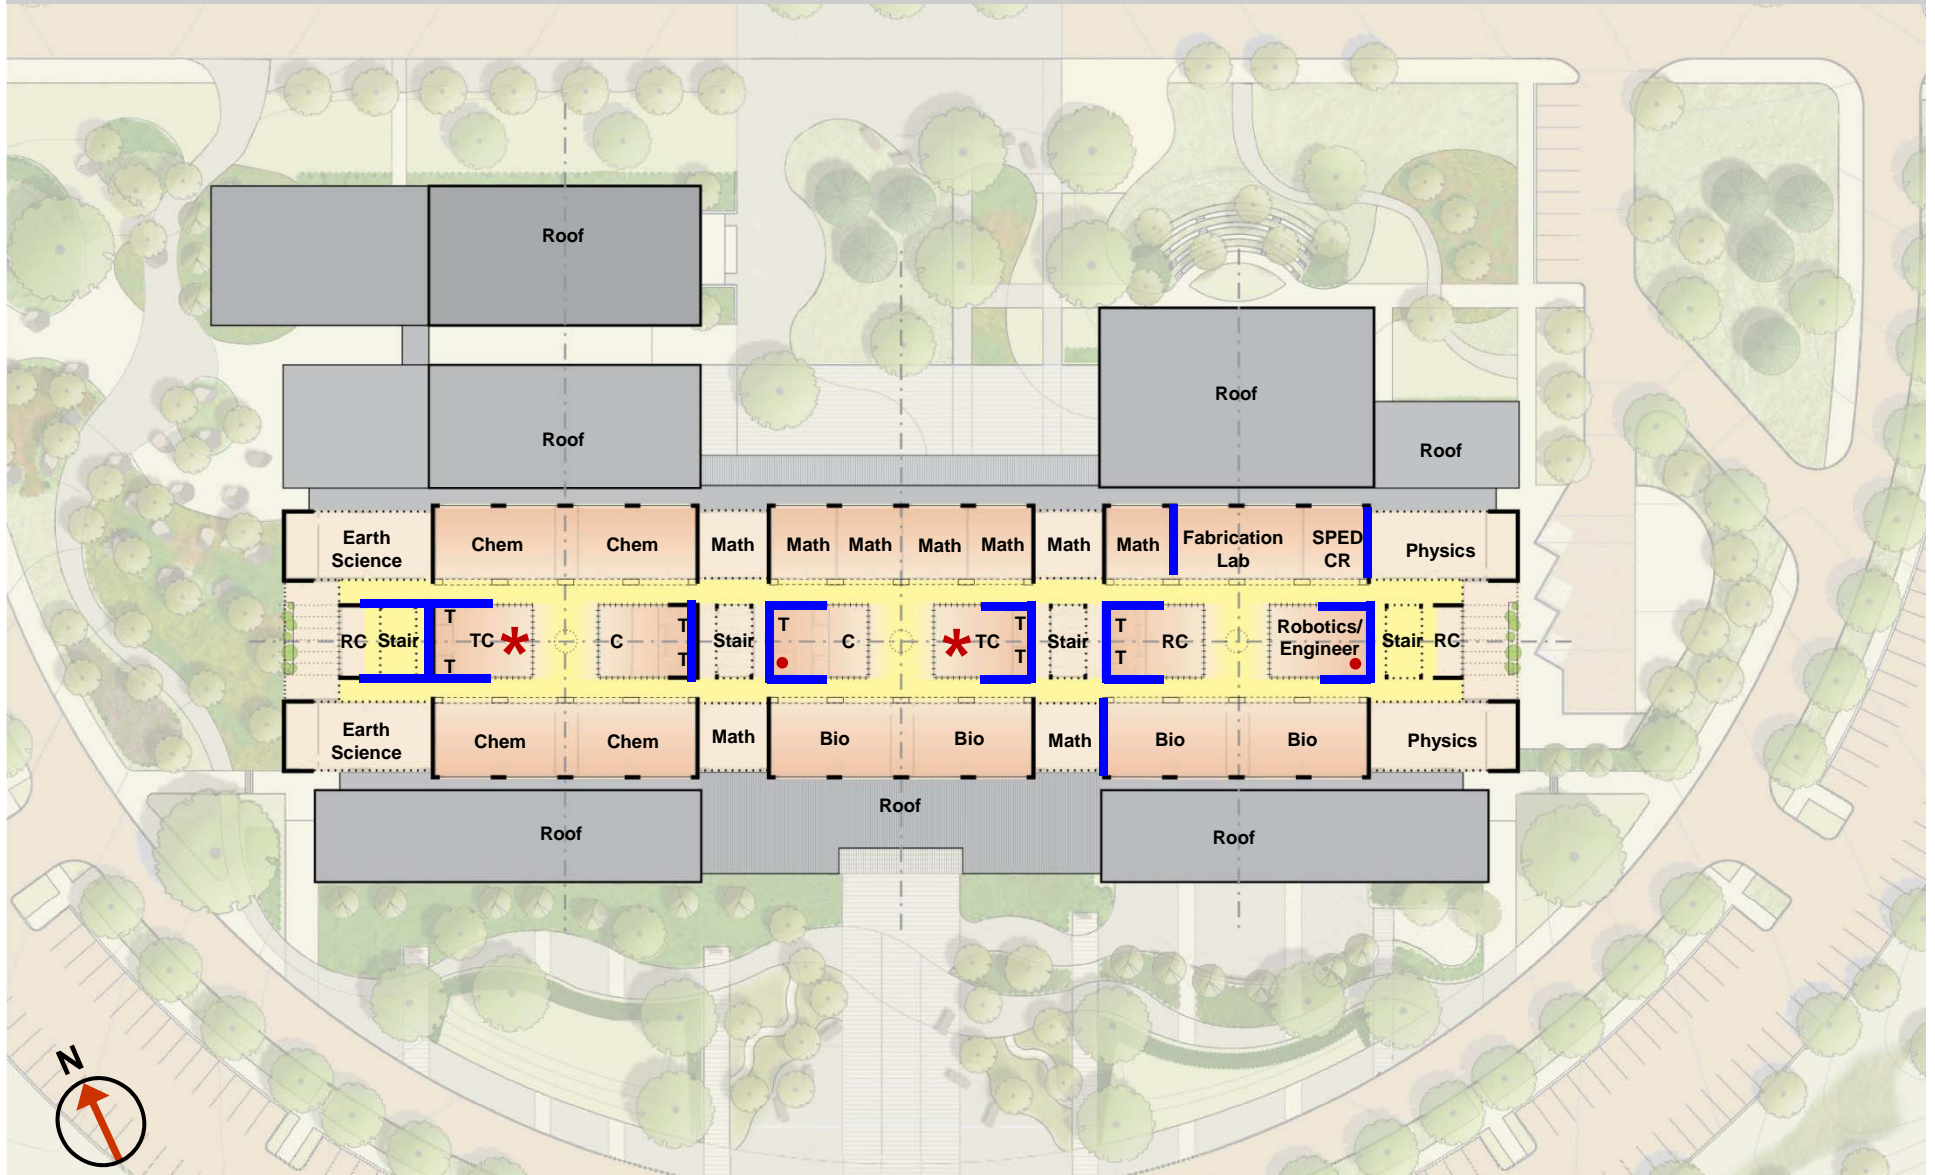 Roof
Roof
Roof
Roof
Earth
Science
Chem
Chem
Math
Math
Math
Math
Math
Math
Math
Fabrication
Lab
SPED
CR
Physics
RC
Stair
T
T
TC
*
C
T
T
Stair
T
C
*
TC
T
T
Stair
T
T
RC
Robotics/
Engineer
Stair
RC
Earth
Science
Chem
Chem
Math
Bio
Bio
Math
Bio
Bio
Physics
Roof
Roof
Roof
N